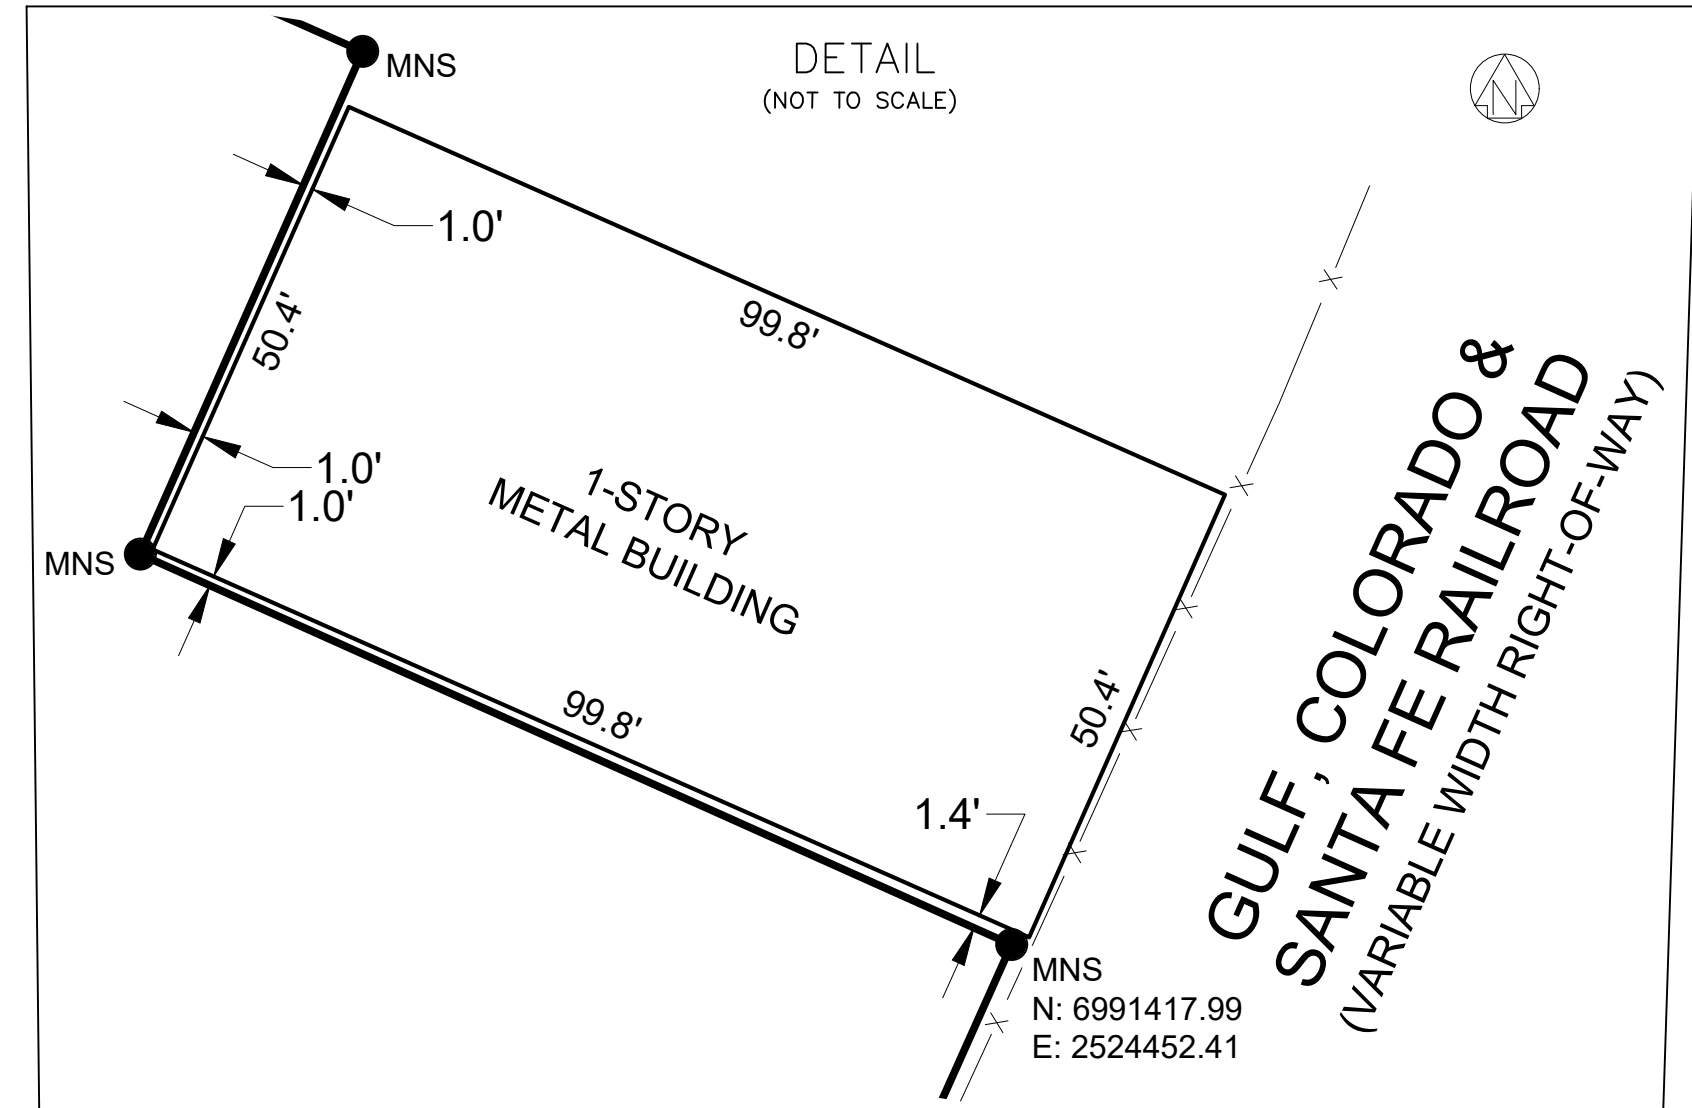 DETAIL
(NOT TO SCALE)
N
MNS
1.0'
50.4'
99.8'
1.0'
1.0'
MNS
1-STORY
METAL BUILDING
99.8'
50.4'
1.4'
MNS
N: 6991417.99
E: 2524452.41
GULF, COLORADO &
SANTA FE RAILROAD
(VARIABLE WIDTH RIGHT-OF-WAY)